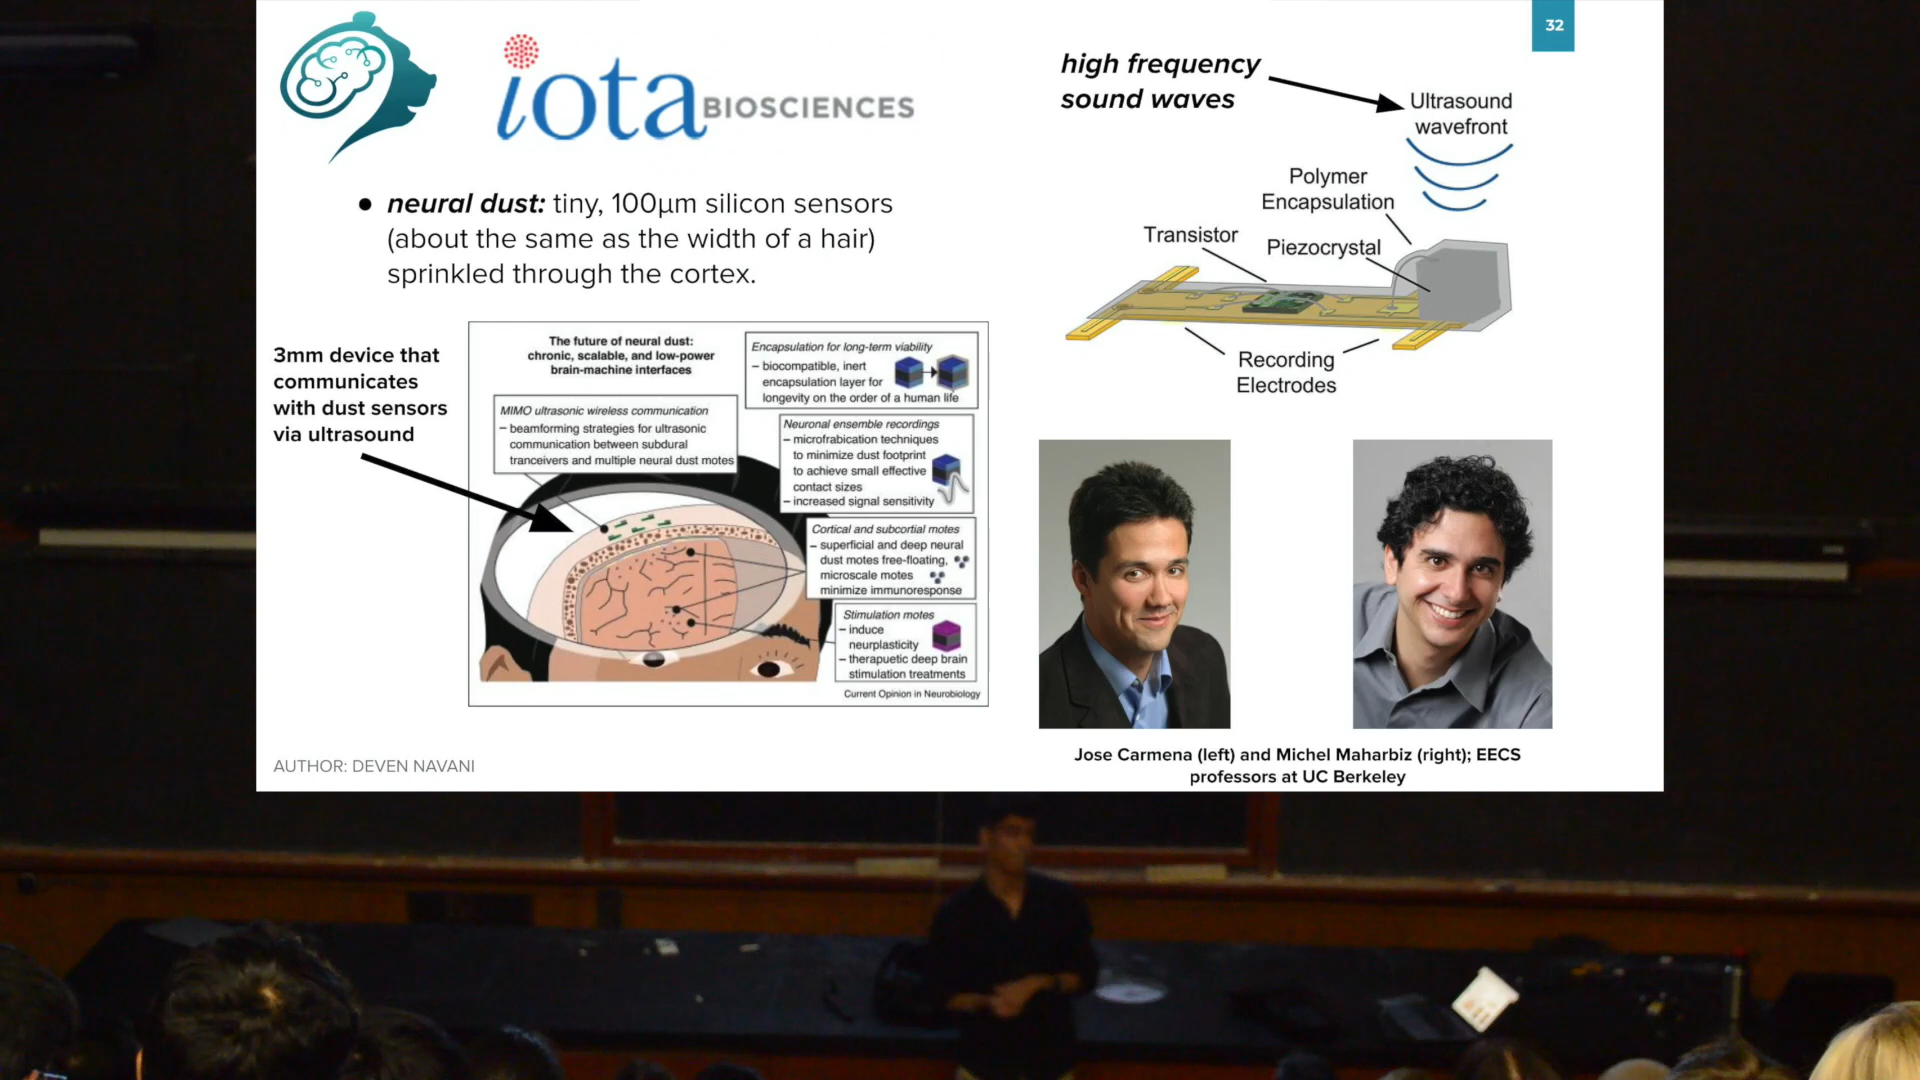 32
iota BIOSCIENCES
● neural dust: tiny, 100μm silicon sensors
(about the same as the width of a hair)
sprinkled through the cortex.
3mm device that
communicates
with dust sensors
via ultrasound
The future of neural dust:
chronic, scalable, and low-power
brain-machine interfaces
MIMO ultrasonic wireless communication
– beamforming strategies for ultrasonic
communication between subdural
tranceivers and multiple neural dust motes
Encapsulation for long-term viability
– biocompatible, inert
encapsulation layer for
longevity on the order of a human life
Neuronal ensemble recordings
– microfrabication techniques
to minimize dust footprint
to achieve small effective
contact sizes
– increased signal sensitivity
Cortical and subcortial motes
– superficial and deep neural
dust motes free-floating,
microscale motes
minimize immunoresponse
Stimulation motes
– induce
neurplasticity
– therapuetic deep brain
stimulation treatments
Current Opinion in Neurobiology
high frequency
sound waves
Ultrasound
wavefront
Polymer
Encapsulation
Transistor
Piezocrystal
Recording
Electrodes
Jose Carmena (left) and Michel Maharbiz (right); EECS
professors at UC Berkeley
AUTHOR: DEVEN NAVANI